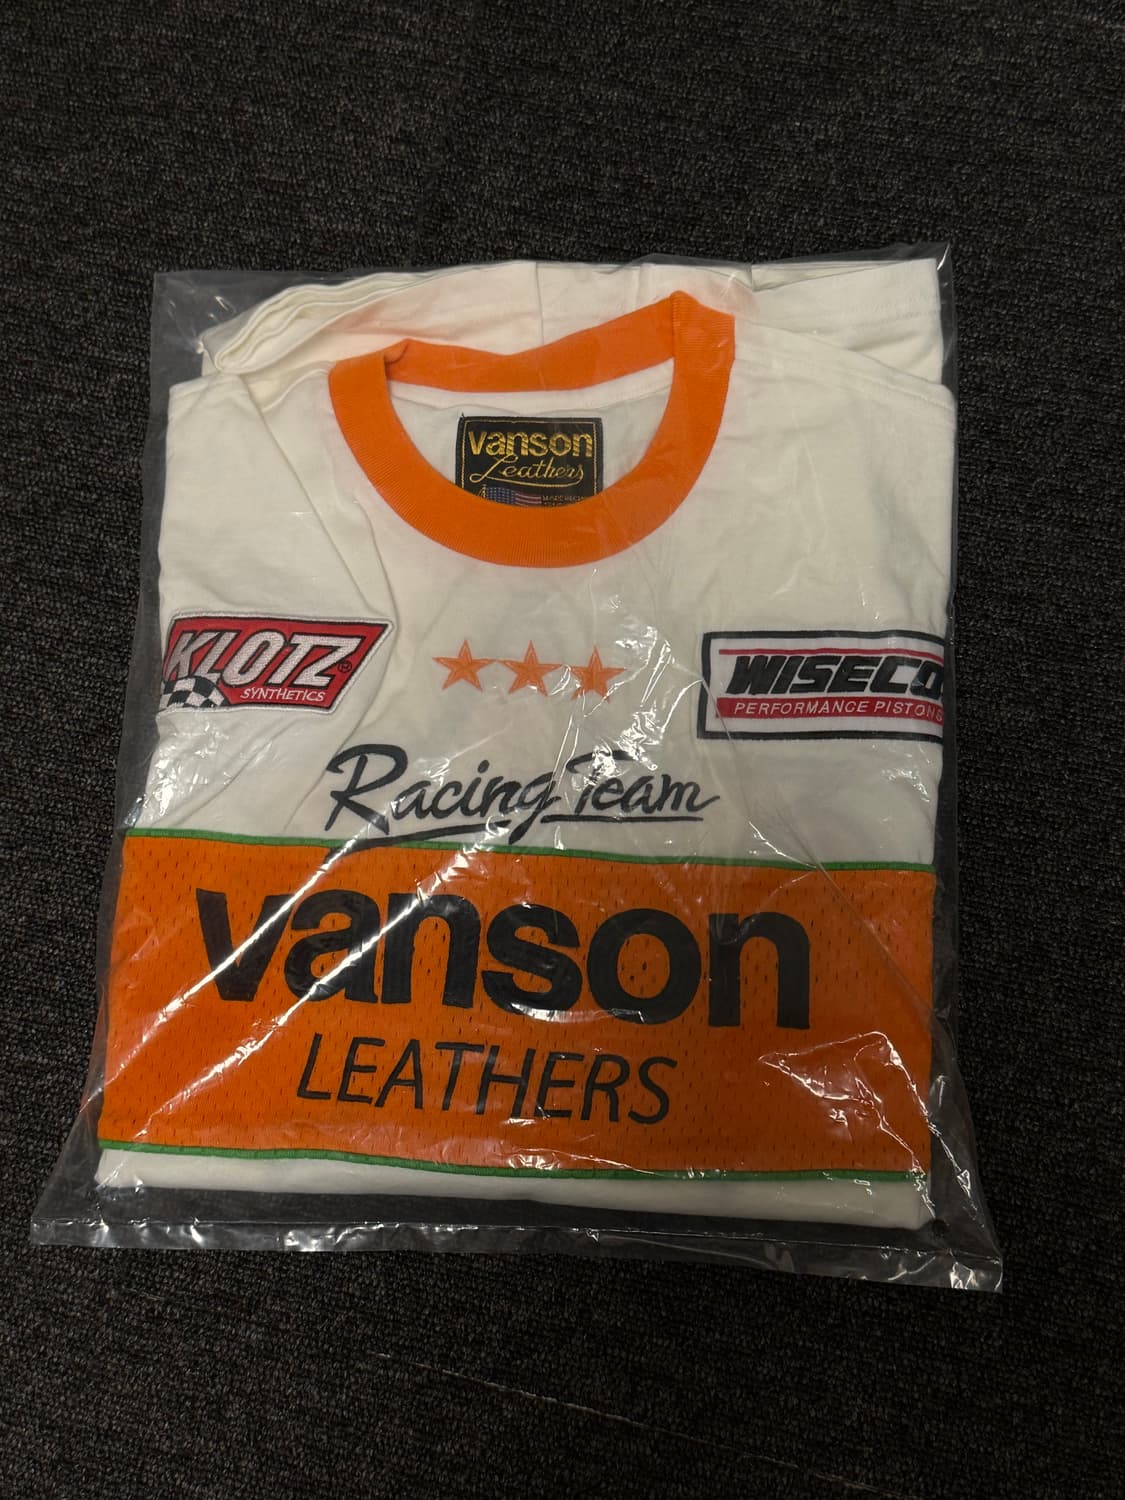 vanson
Leathers
KLOTZ®
SYNTHETICS
WISECO
PERFORMANCE PISTONS
Racing Team
vanson
LEATHERS